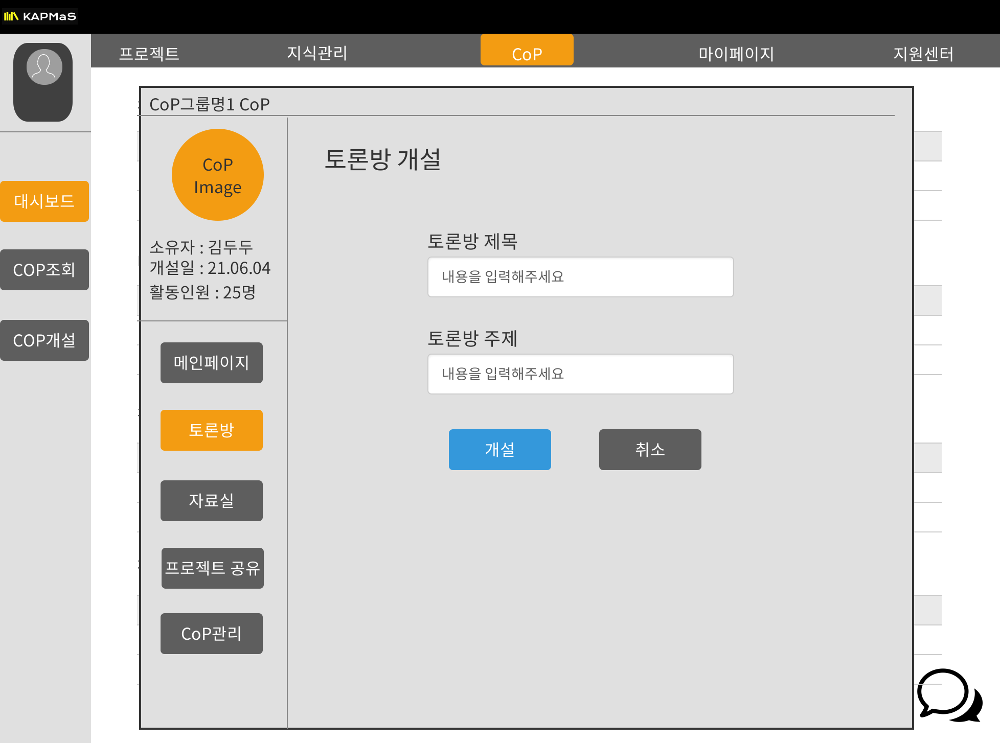 KAPMaS
프로젝트
지식관리
CoP
마이페이지
지원센터
대시보드
COP조회
COP개설
CoP그룹명1 CoP
CoP
Image
소유자 : 김두두
개설일 : 21.06.04
활동인원 : 25명
메인페이지
토론방
자료실
프로젝트 공유
CoP관리
토론방 개설
토론방 제목
내용을 입력해주세요
토론방 주제
내용을 입력해주세요
개설
취소